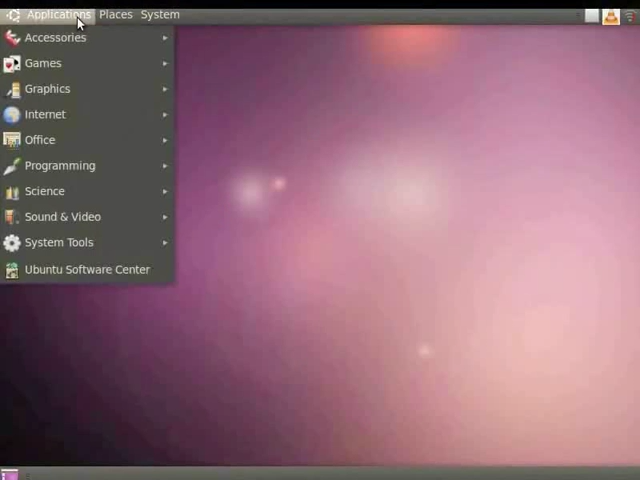 Applications Places System
Accessories
Games
Graphics
Internet
Office
Programming
Science
Sound & Video
System Tools
Ubuntu Software Center